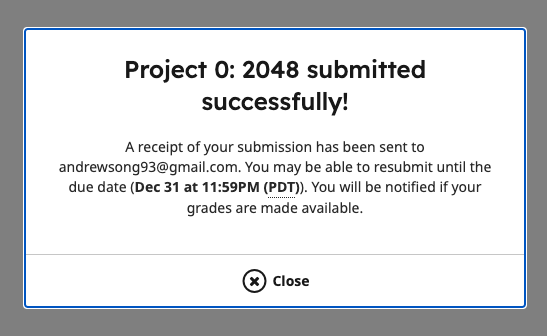 Project 0: 2048 submitted
successfully!
A receipt of your submission has been sent to
andrewsong93@gmail.com. You may be able to resubmit until the
due date (Dec 31 at 11:59PM (PDT)). You will be notified if your
grades are made available.
Close